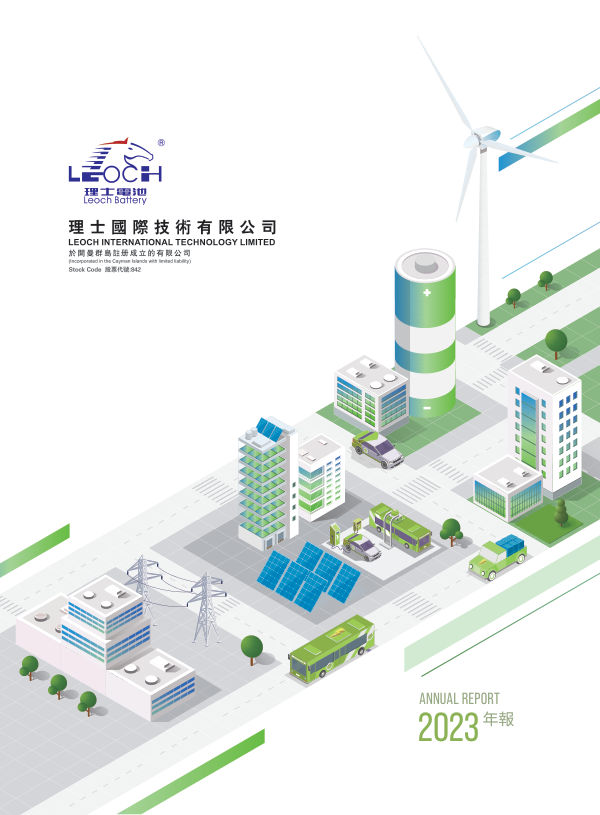 ®
LEOCH
理士電池
Leoch Battery
理士國際技術有限公司
LEOCH INTERNATIONAL TECHNOLOGY LIMITED
於開曼群島註册成立的有限公司
(Incorporated in the Cayman Islands with limited liability)
Stock Code 股票代號:842
ANNUAL REPORT
2023 年報